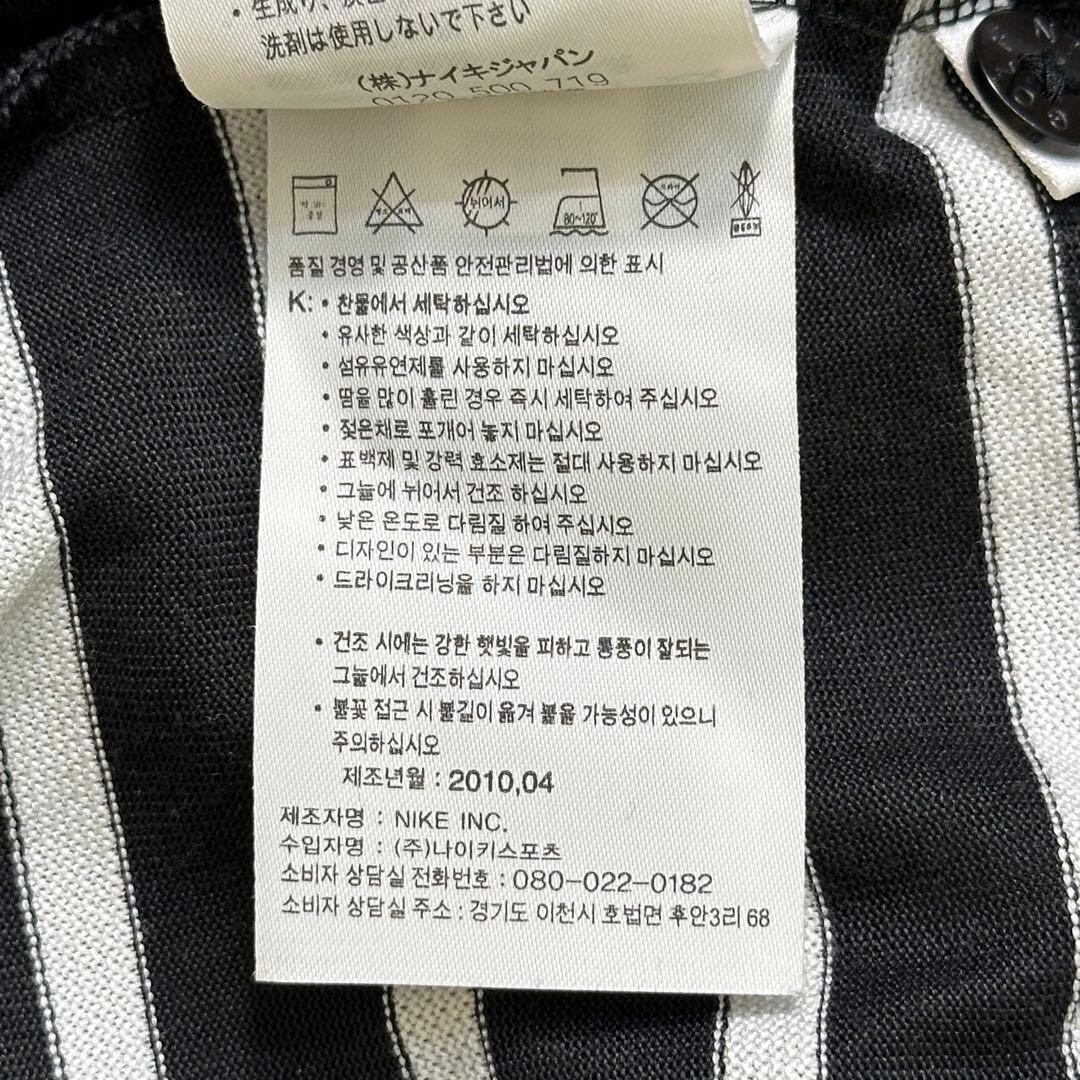 洗剤は使用しないで下さい
(株)ナイキジャパン
0120-500-719
뉘어서
80~120°
품질 경영 및 공산품 안전관리법에 의한 표시
K: • 찬물에서 세탁하십시오
• 유사한 색상과 같이 세탁하십시오
• 섬유유연제를 사용하지 마십시오
• 땀을 많이 흘린 경우 즉시 세탁하여 주십시오
• 젖은채로 포개어 놓지 마십시오
• 표백제 및 강력 효소제는 절대 사용하지 마십시오
• 그늘에 뉘어서 건조 하십시오
• 낮은 온도로 다림질 하여 주십시오
• 디자인이 있는 부분은 다림질하지 마십시오
• 드라이크리닝을 하지 마십시오
• 건조 시에는 강한 햇빛을 피하고 통풍이 잘되는
그늘에서 건조하십시오
• 불꽃 접근 시 불길이 옮겨 붙을 가능성이 있으니
주의하십시오
제조년월 : 2010,04
제조자명 : NIKE INC.
수입자명 : (주)나이키스포츠
소비자 상담실 전화번호 : 080-022-0182
소비자 상담실 주소 : 경기도 이천시 호법면 후안3리 68